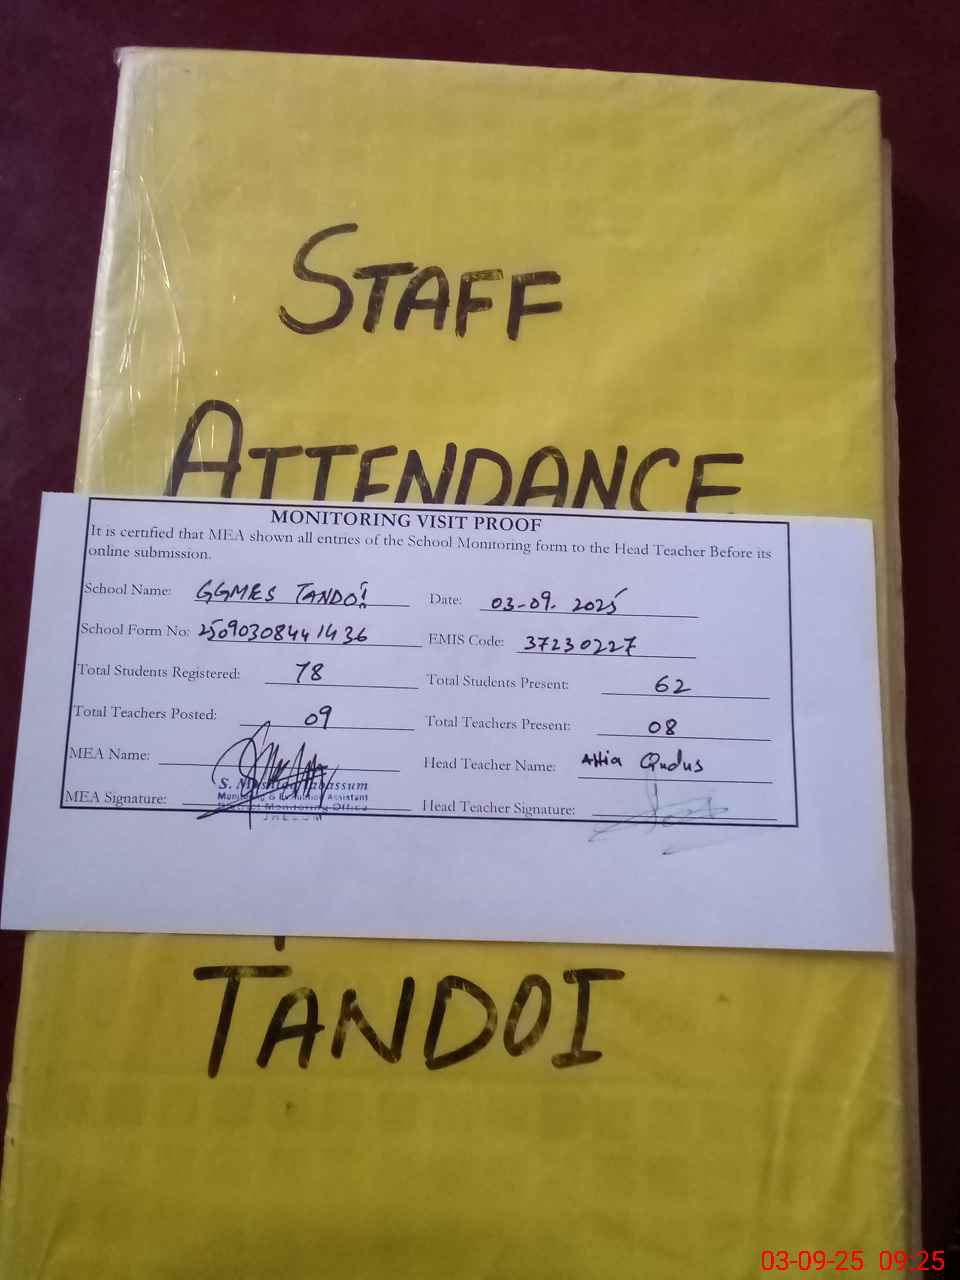 STAFF
ATTENDANCE
MONITORING VISIT PROOF
It is certified that MEA shown all entries of the School Monitoring form to the Head Teacher Before its
online submission.
School Name: GGMES TANDOI Date: 03-09-2025
School Form No: 2509030844 1436 EMIS Code: 37230227
Total Students Registered: 78 Total Students Present: 62
Total Teachers Posted: 09 Total Teachers Present: 08
MEA Name: Head Teacher Name: Attia Qudus
MEA Signature: Head Teacher Signature:
Assistant
Monitoring Office
TANDOI
03-09-25 09:25